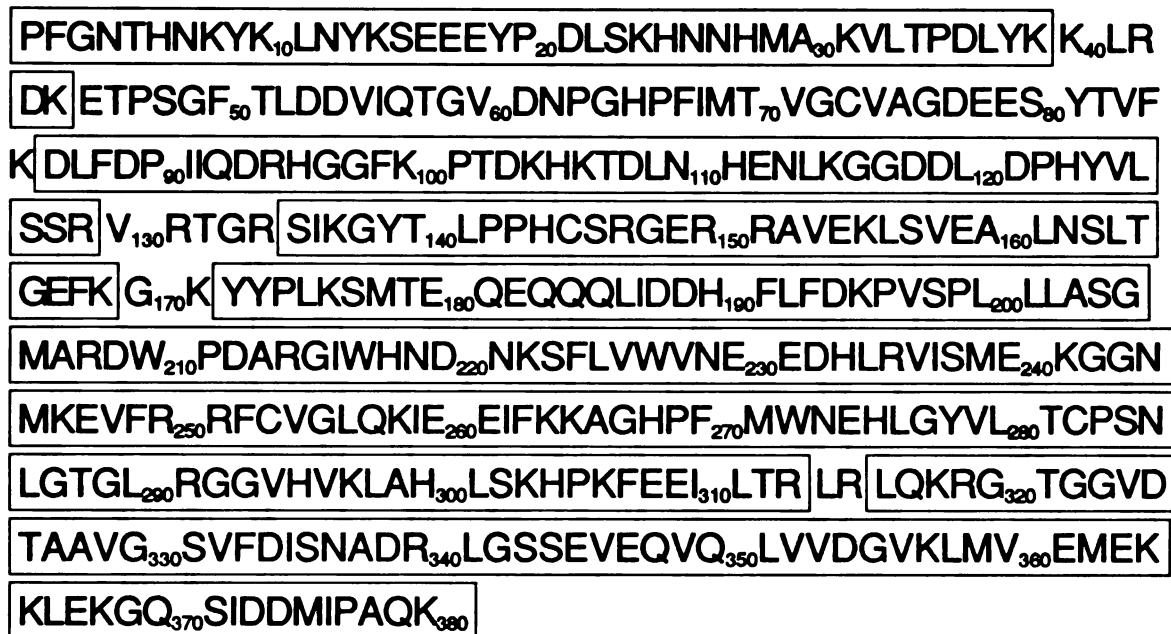 PFGNTHNKYK₁₀LNYKSEEEYP₂₀DLSKHNNHMA₃₀KVLTPDLYK K₄₀LR
DK ETPSGF₅₀TLDDVIQTGV₆₀DNPGHPFIMT₇₀VGCVAGDEES₈₀YTVF
K DLFDP₉₀IIQDRHGGFK₁₀₀PTDKHKTDLN₁₁₀HENLKGGDDL₁₂₀DPHYVL
SSR V₁₃₀RTGR SIKGYT₁₄₀LPPHCSRGER₁₅₀RAVEKLSVEA₁₆₀LNSLT
GEFK G₁₇₀K YYPLKSMTE₁₈₀QEQQQLIDDH₁₉₀FLFDKPVSPL₂₀₀LLASG
MARDW₂₁₀PDARGIWHND₂₂₀NKSFLVWVNE₂₃₀EDHLRVISME₂₄₀KGGN
MKEVFR₂₅₀RFCVGLQKIE₂₆₀EIFKKAGHPF₂₇₀MWNEHLGYVL₂₈₀TCPSN
LGTGL₂₉₀RGGVHVKLAH₃₀₀LSKHPKFEEI₃₁₀LTR LR LQKRG₃₂₀TGGVD
TAAVG₃₃₀SVFDISNADR₃₄₀LGSSEVEQVQ₃₅₀LVVDGVKLMV₃₆₀EMEK
KLEKGQ₃₇₀SIDDMIPAQK₃₈₀